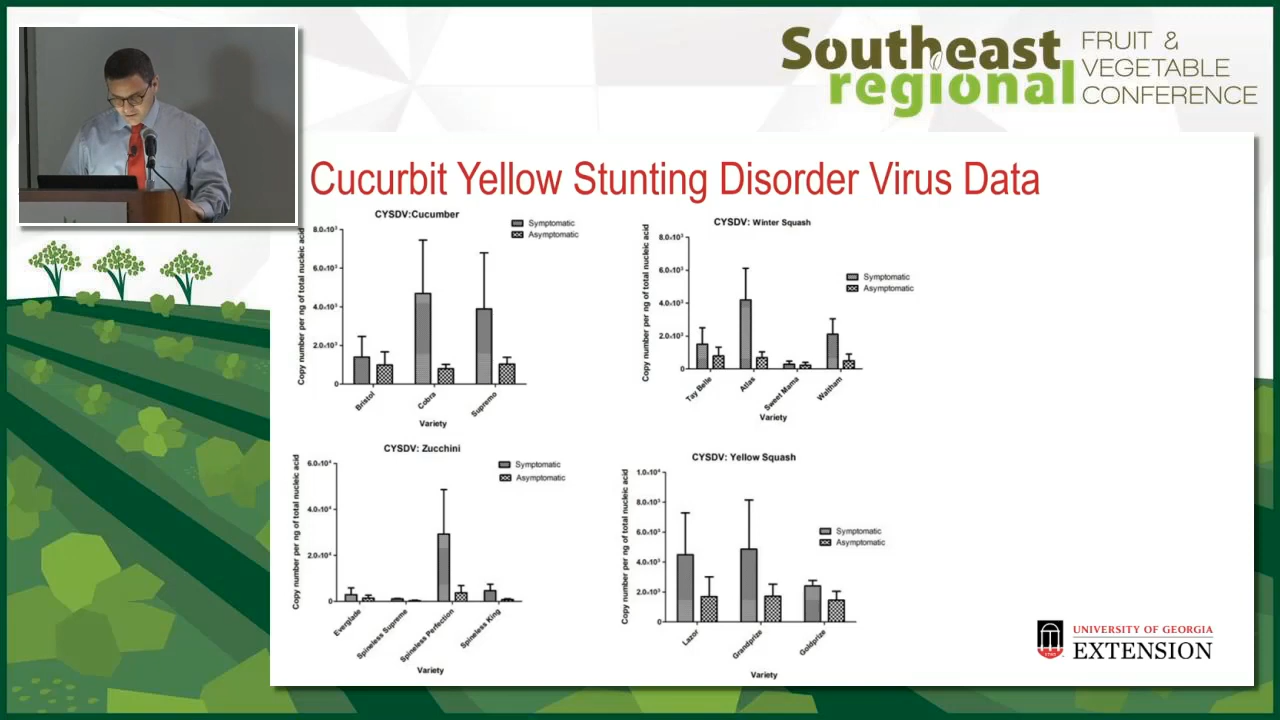 Southeast
regional
FRUIT &
VEGETABLE
CONFERENCE
Cucurbit Yellow Stunting Disorder Virus Data
CYSDV:Cucumber
Symptomatic
Asymptomatic
Copy number per ng of total nucleic acid
8.0×10³
6.0×10³
4.0×10³
2.0×10³
0
Bristol
Cobra
Supremo
Variety
CYSDV: Winter Squash
Symptomatic
Asymptomatic
Copy number per ng of total nucleic acid
8.0×10³
6.0×10³
4.0×10³
2.0×10³
0
Tay Belle
Atlas
Sweet Mama
Waltham
Variety
CYSDV: Zucchini
Symptomatic
Asymptomatic
Copy number per ng of total nucleic acid
6.0×10⁴
4.0×10⁴
2.0×10⁴
0
Everglade
Spineless Supreme
Spineless Perfection
Spineless King
Variety
CYSDV: Yellow Squash
Symptomatic
Asymptomatic
Copy number per ng of total nucleic acid
1.0×10⁴
8.0×10³
6.0×10³
4.0×10³
2.0×10³
0
Lazor
Grandprize
Goldprize
Variety
UNIVERSITY OF GEORGIA
EXTENSION